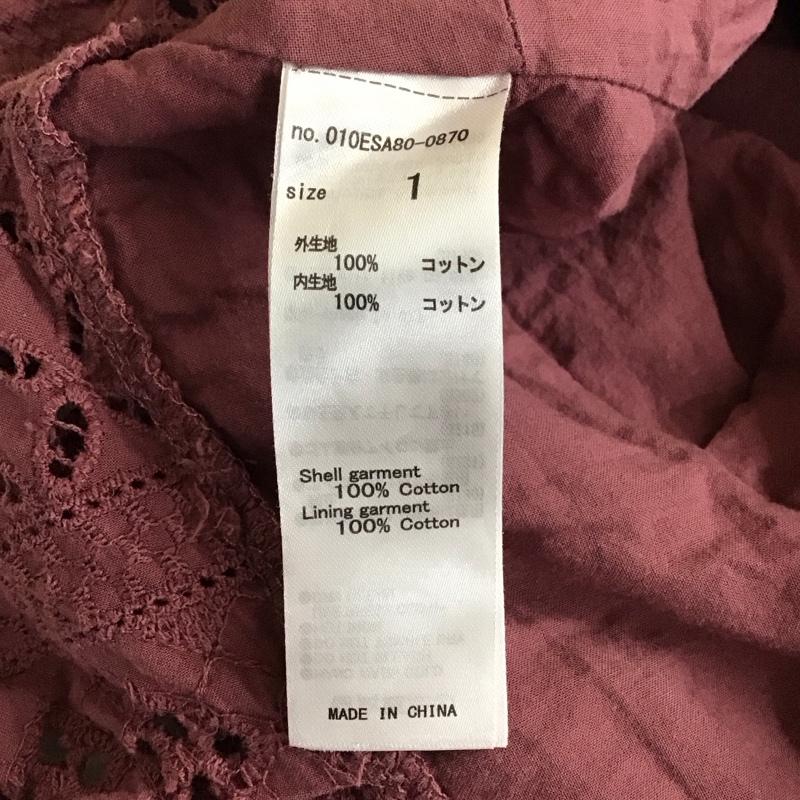 no. 010ESA80-0870
size 1
外生地
100% コットン
内生地
100% コットン
Shell garment
100% Cotton
Lining garment
100% Cotton
MADE IN CHINA